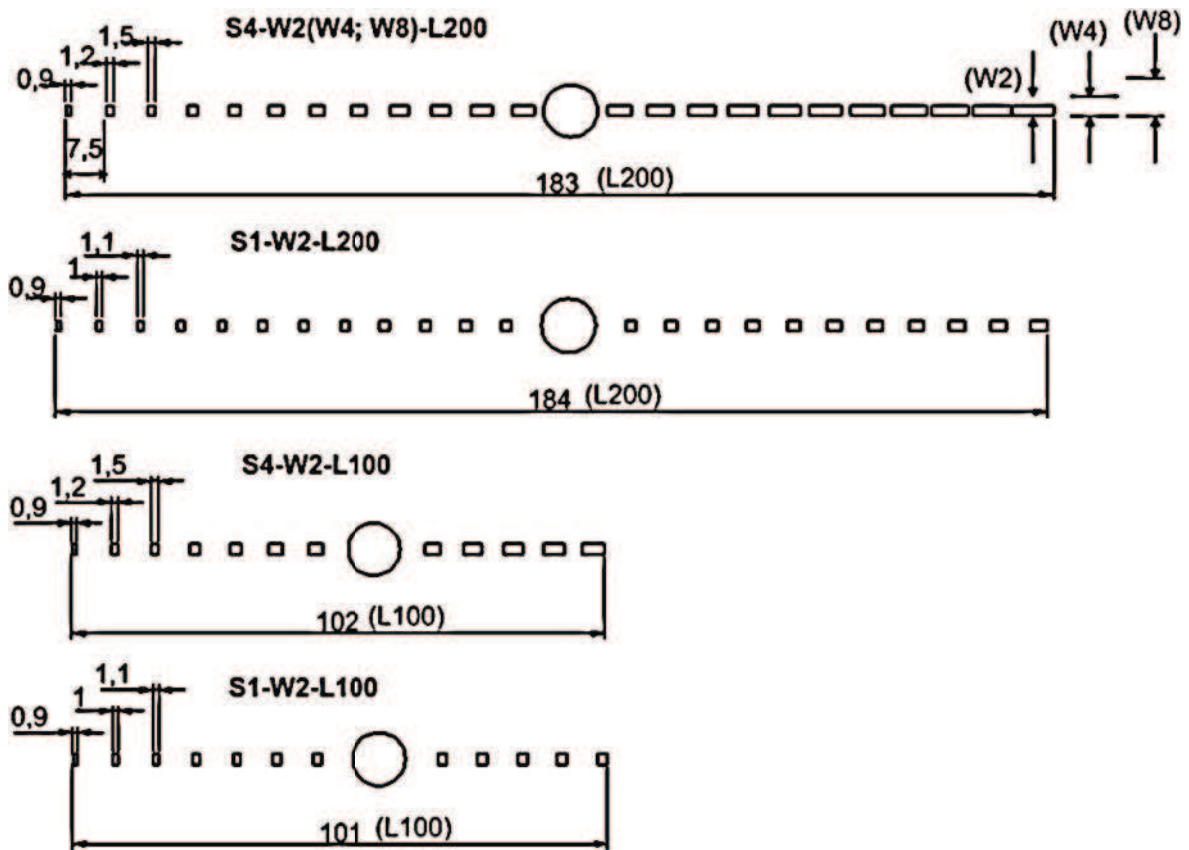 S4-W2(W4; W8)-L200
1,5
1,2
0,9
(W2)
(W4)
(W8)
7,5
183 (L200)
S1-W2-L200
1,1
1
0,9
184 (L200)
S4-W2-L100
1,5
1,2
0,9
102 (L100)
S1-W2-L100
1,1
1
0,9
101 (L100)